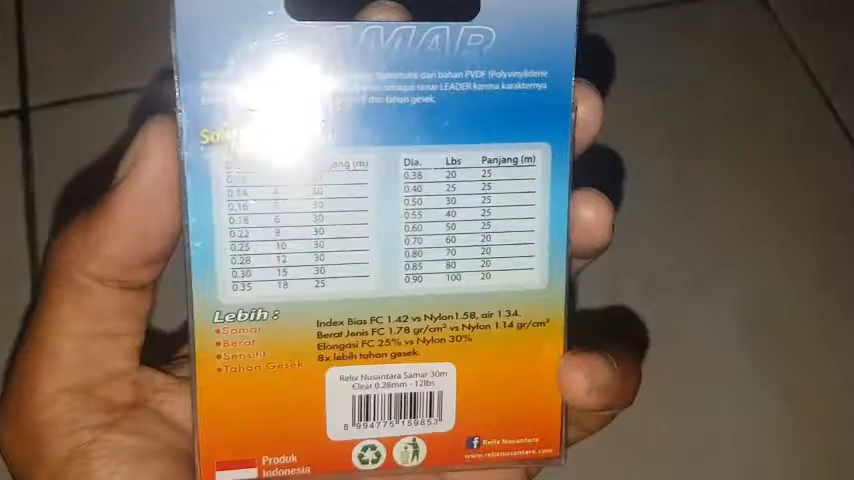 SAMAR
dari bahan PVDF (Polyvinylidene
sebagai senar LEADER karena karakternya
dan tahan gesek.
Dia. Lbs Panjang (m)
0.38 20 25
0.40 25 25
0.50 30 25
0.55 40 25
0.60 50 25
0.70 60 20
0.80 70 20
0.85 80 20
0.90 100 20
Panjang (m)
0.14 4 30
0.16 30
0.18 6 30
0.22 8 30
0.25 10 30
0.28 12 30
0.30 15 30
0.35 18 25
Lebih :
•Samar
•Berat
•Sensitif
•Tahan Gesek
Index Bias FC 1.42 vs Nylon1.58, air 1.34.
Berat Jenis FC 1.78 gr/cm³ vs Nylon 1.14 gr/cm³
Elongasi FC 25% vs Nylon 30%
8x lebih tahan gesek.
Relix Nusantara Samar 30m
Clear 0.28mm - 12lbs
8 994775 159853
Produk
Indonesia
f Relix Nusantara
www.relixnusantara.com